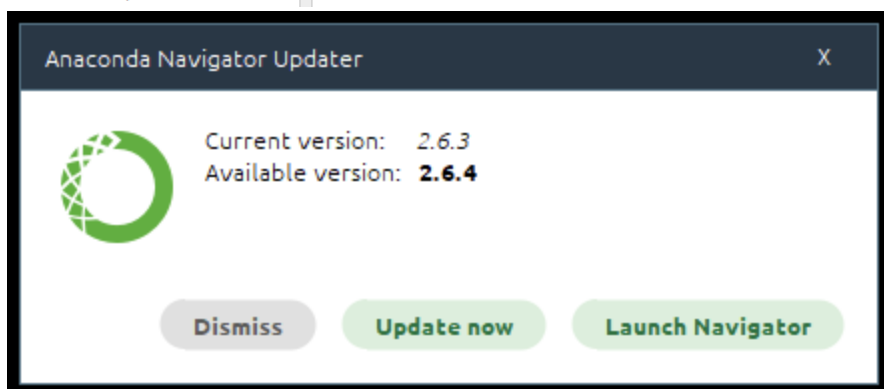 Anaconda Navigator Updater X
Current version: 2.6.3
Available version: 2.6.4
Dismiss Update now Launch Navigator